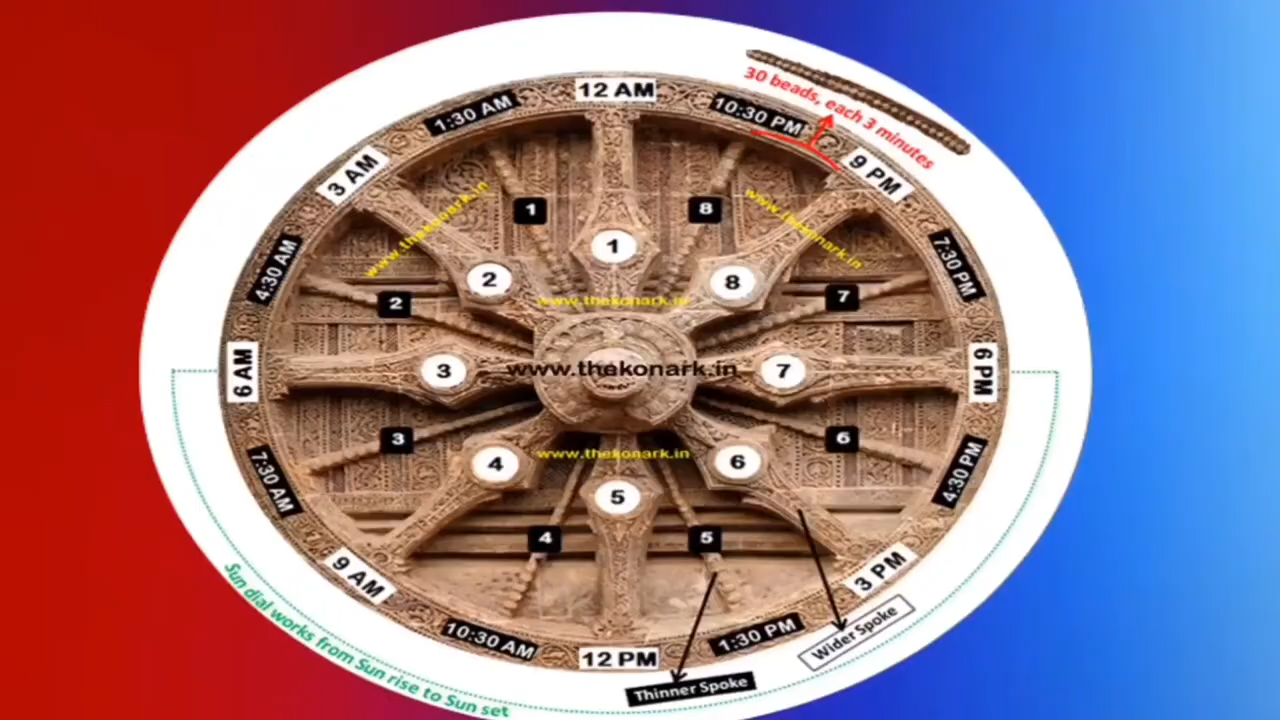 30 beads, each 3 minutes
12 AM
1:30 AM
10:30 PM
3 AM
9 PM
www.thekonark.in
www.thekonark.in
1
8
1
4:30 AM
7:30 PM
2
8
2
7
www.thekonark.in
6 AM
3
www.thekonark.in
7
6 PM
3
6
www.thekonark.in
4
6
7:30 AM
4:30 PM
5
4
5
9 AM
3 PM
10:30 AM
1:30 PM
12 PM
Wider Spoke
Thinner Spoke
Sun dial works from Sun rise to Sun set